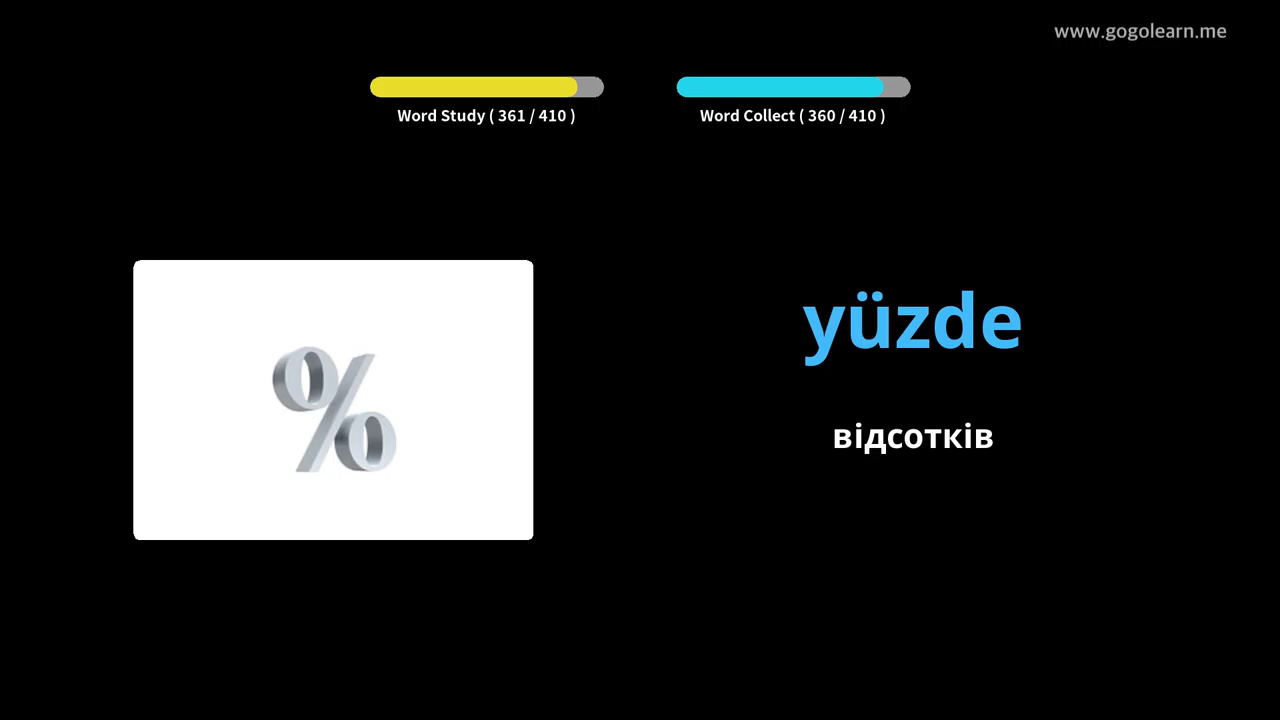 www.gogolearn.me
Word Study ( 361 / 410 )
Word Collect ( 360 / 410 )
%
yüzde
відсотків